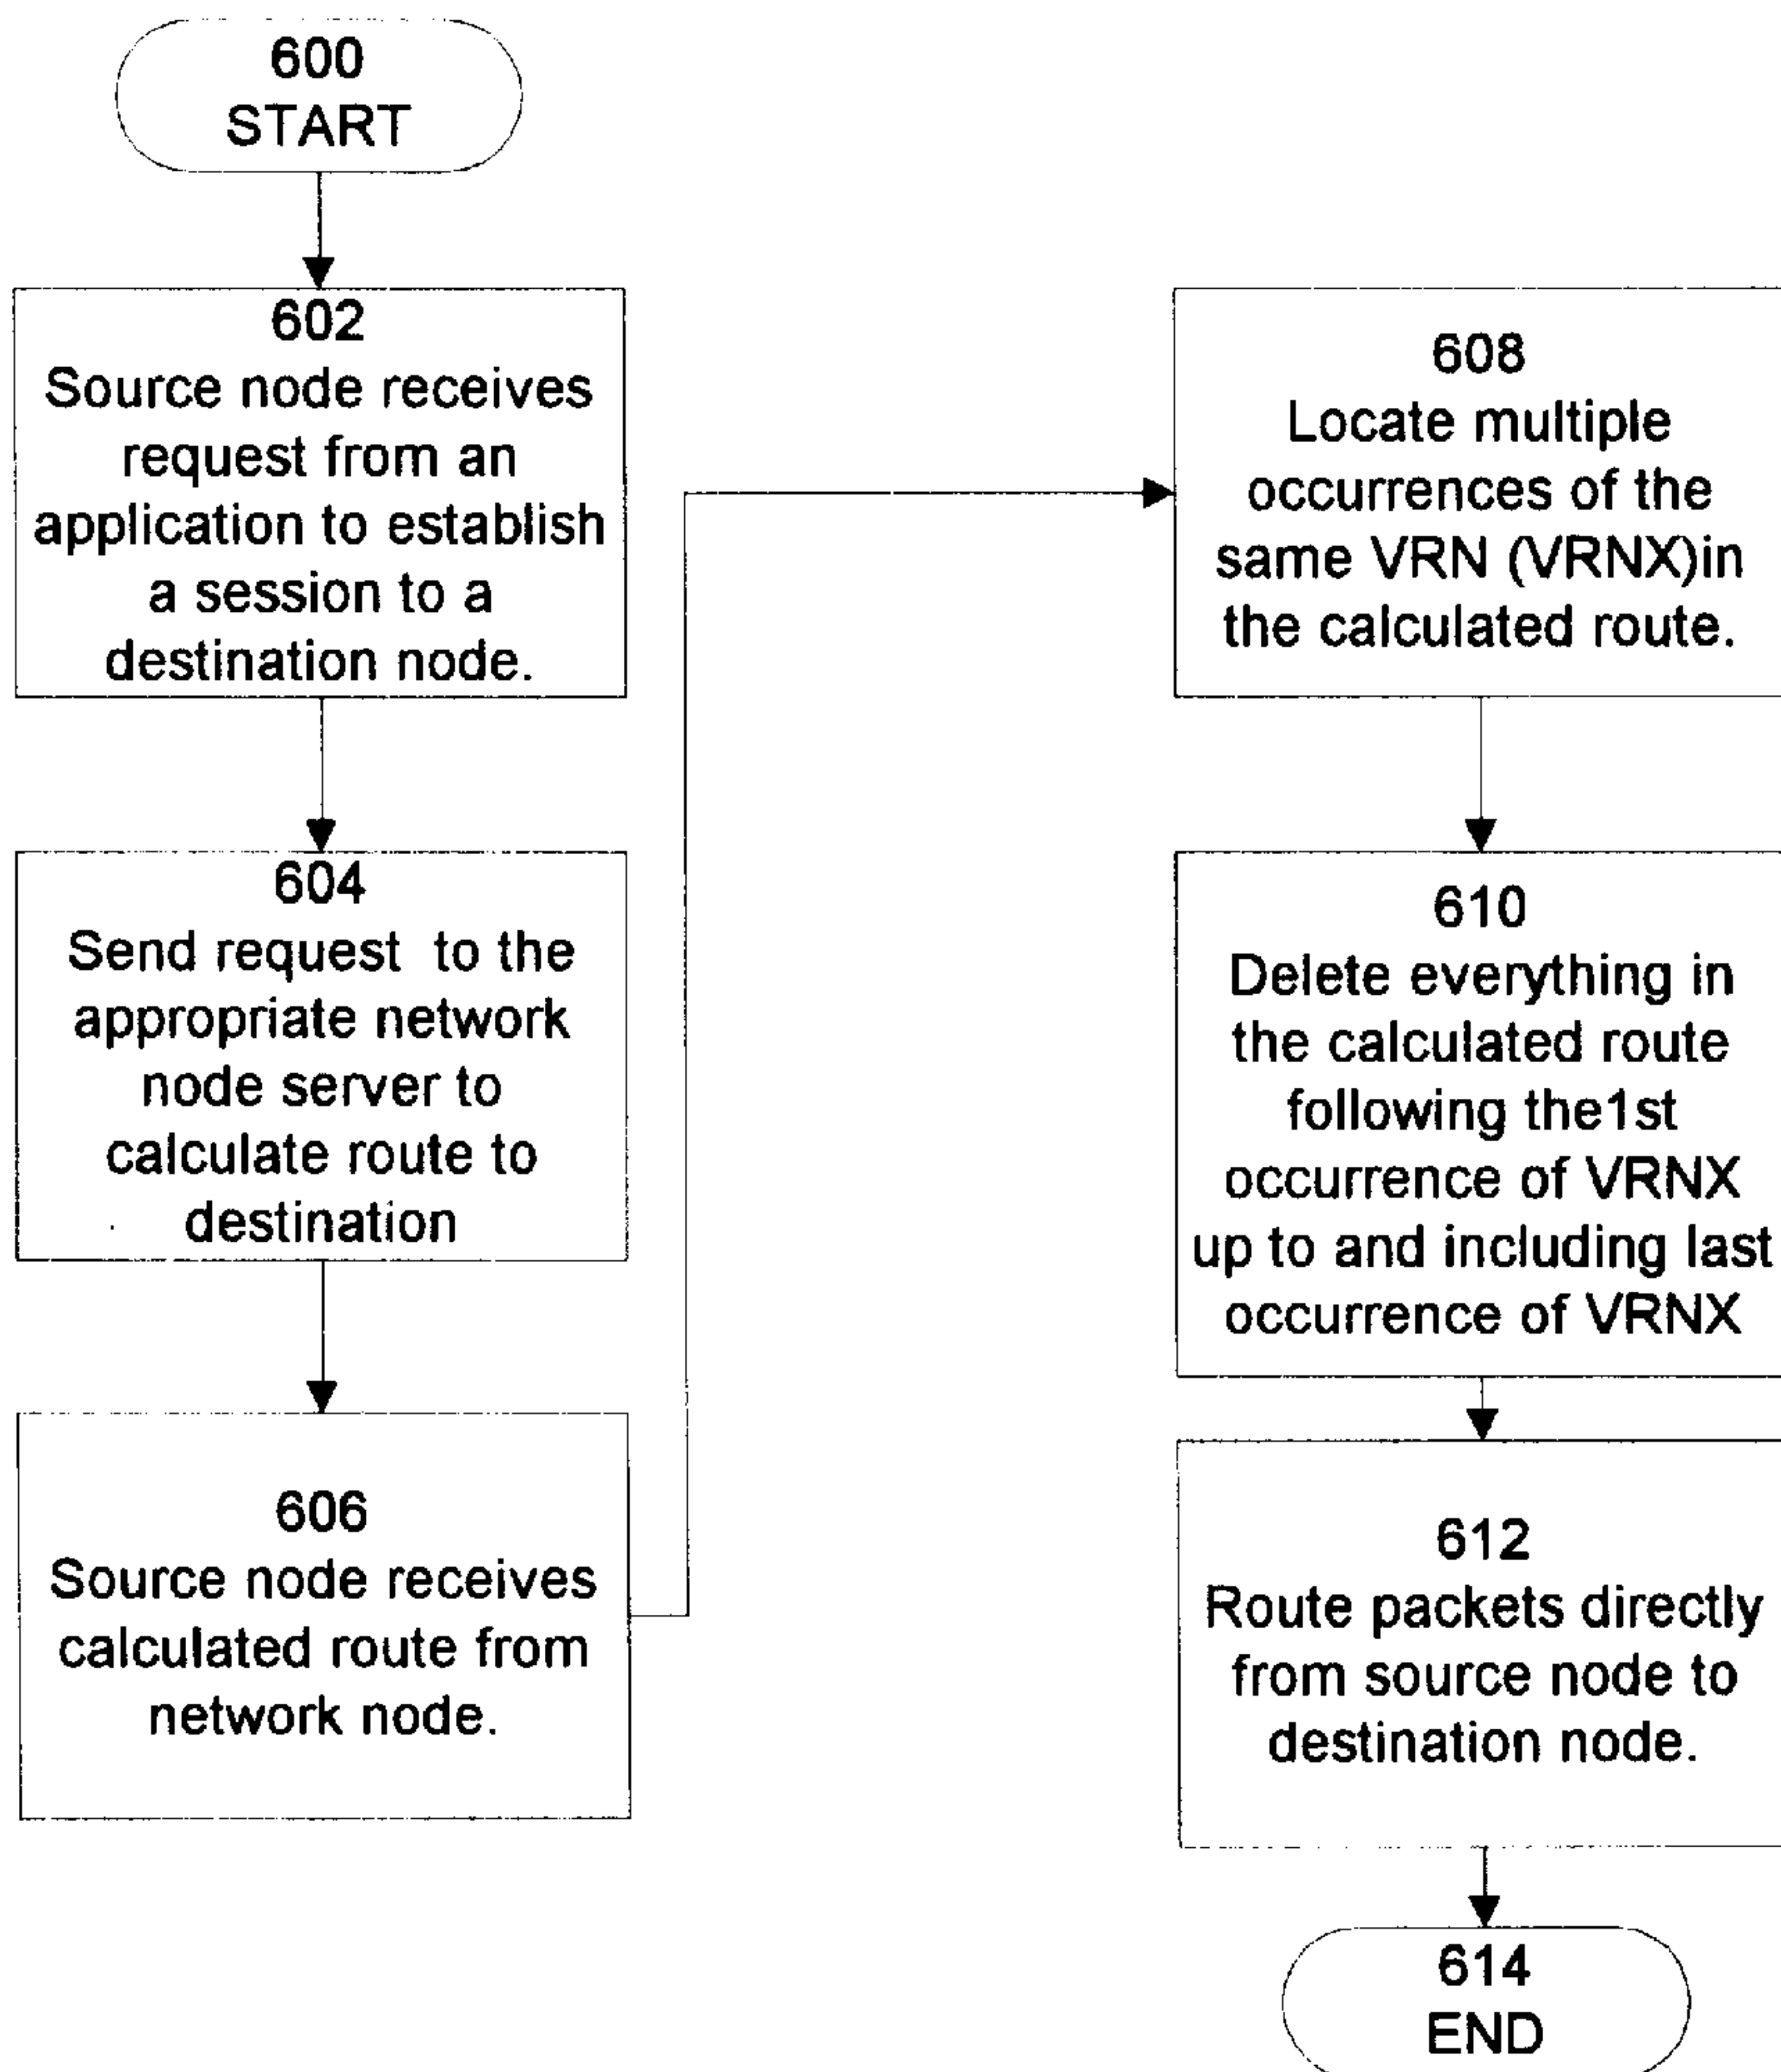 600
START
602
Source node receives
request from an
application to establish
a session to a
destination node.
604
Send request to the
appropriate network
node server to
calculate route to
destination
606
Source node receives
calculated route from
network node.
608
Locate multiple
occurrences of the
same VRN (VRNX)in
the calculated route.
610
Delete everything in
the calculated route
following the1st
occurrence of VRNX
up to and including last
occurrence of VRNX
612
Route packets directly
from source node to
destination node.
614
END